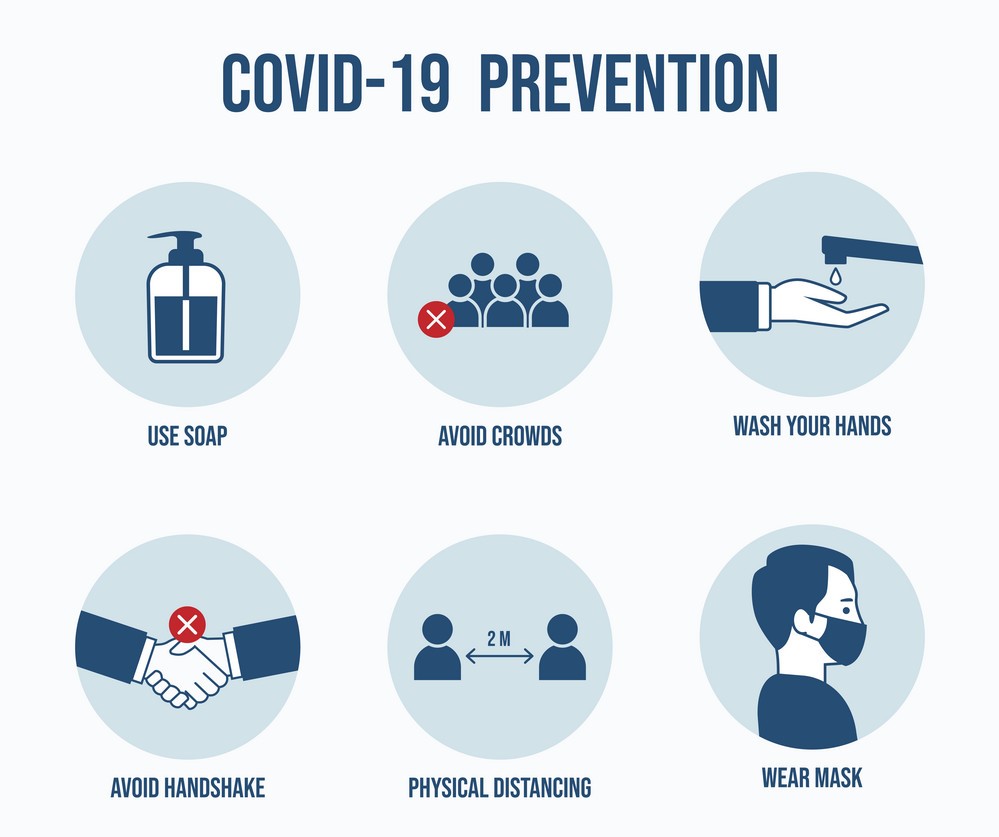 COVID-19 PREVENTION
USE SOAP
AVOID CROWDS
WASH YOUR HANDS
AVOID HANDSHAKE
2 M
PHYSICAL DISTANCING
WEAR MASK